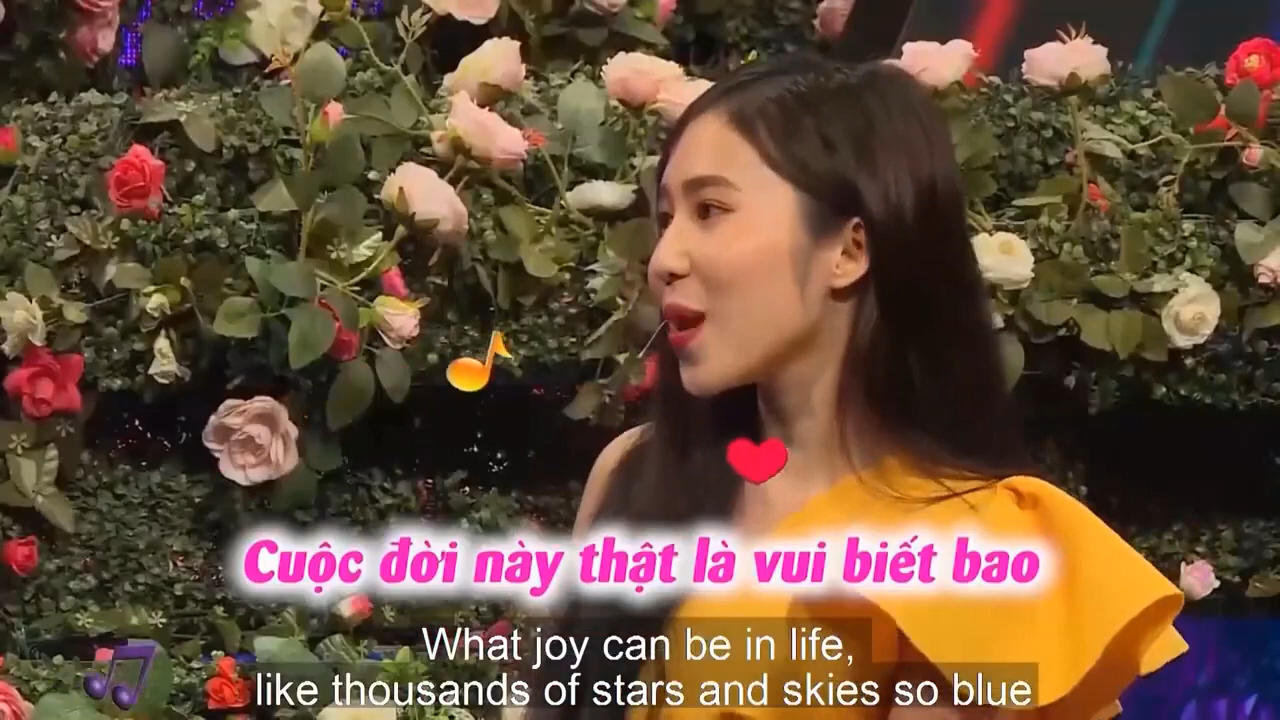 Cuộc đời này thật là vui biết bao
What joy can be in life,
like thousands of stars and skies so blue